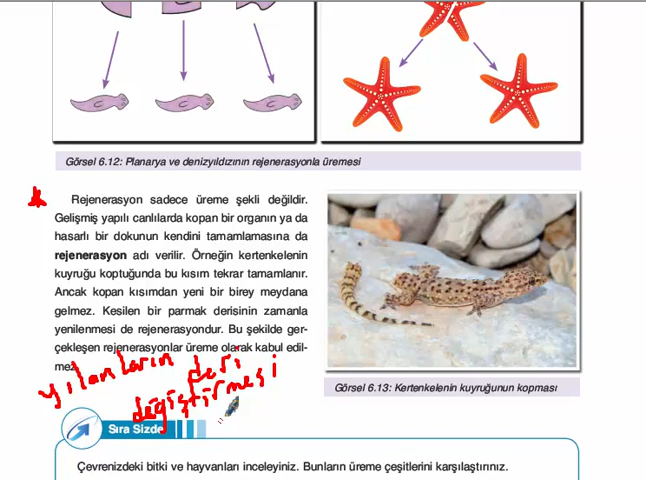 Görsel 6.12: Planarya ve denizyıldızının rejenerasyonla üremesi
Rejenerasyon sadece üreme şekli değildir.
Gelişmiş yapılı canlılarda kopan bir organın ya da
hasarlı bir dokunun kendini tamamlamasına da
rejenerasyon adı verilir. Örneğin kertenkelenin
kuyruğu koptuğunda bu kısım tekrar tamamlanır.
Ancak kopan kısımdan yeni bir birey meydana
gelmez. Kesilen bir parmak derisinin zamanla
yenilenmesi de rejenerasyondur. Bu şekilde ger-
çekleşen rejenerasyonlar üreme olarak kabul edil-
mez.
yılanların deri
değiştirmesi
Görsel 6.13: Kertenkelenin kuyruğunun kopması
Sıra Sizde
Çevrenizdeki bitki ve hayvanları inceleyiniz. Bunların üreme çeşitlerini karşılaştırınız.